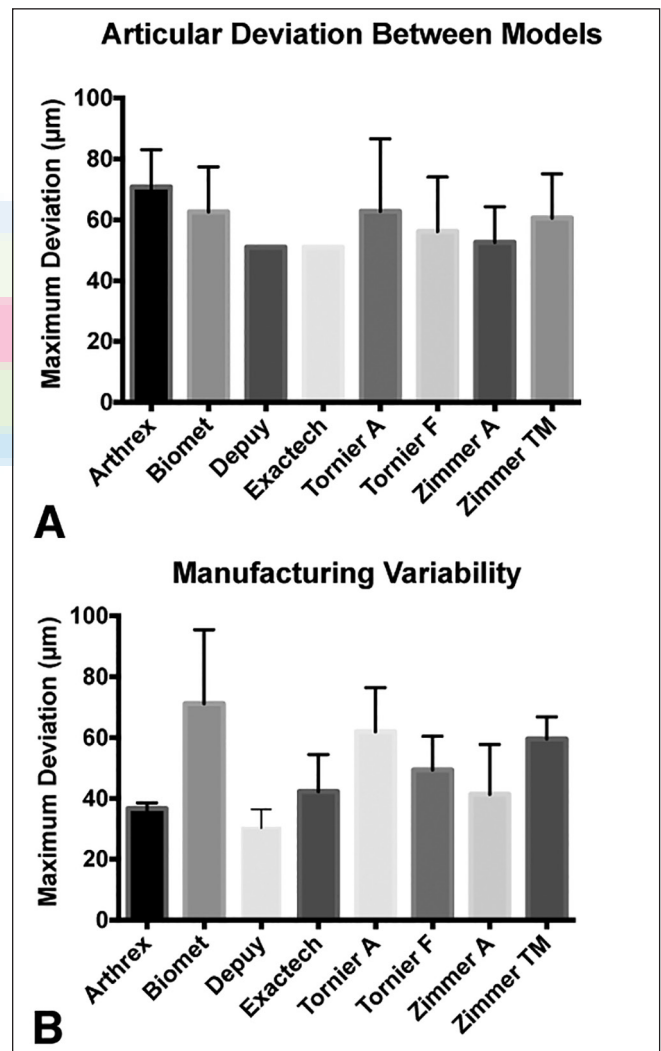 Articular Deviation Between Models
Maximum Deviation (µm)
100
80
60
40
20
0
Arthrex
Biomet
Depuy
Exactech
Tornier A
Tornier F
Zimmer A
Zimmer TM
A
Manufacturing Variability
Maximum Deviation (µm)
100
80
60
40
20
0
Arthrex
Biomet
Depuy
Exactech
Tornier A
Tornier F
Zimmer A
Zimmer TM
B